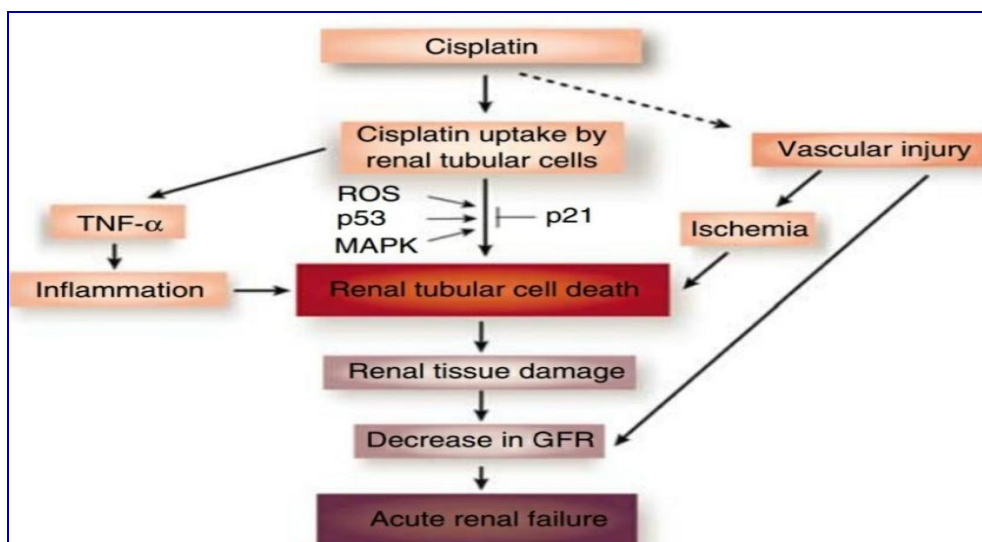 Cisplatin
Cisplatin uptake by
renal tubular cells
Vascular injury
ROS
p53
MAPK
p21
TNF-α
Ischemia
Inflammation
Renal tubular cell death
Renal tissue damage
Decrease in GFR
Acute renal failure